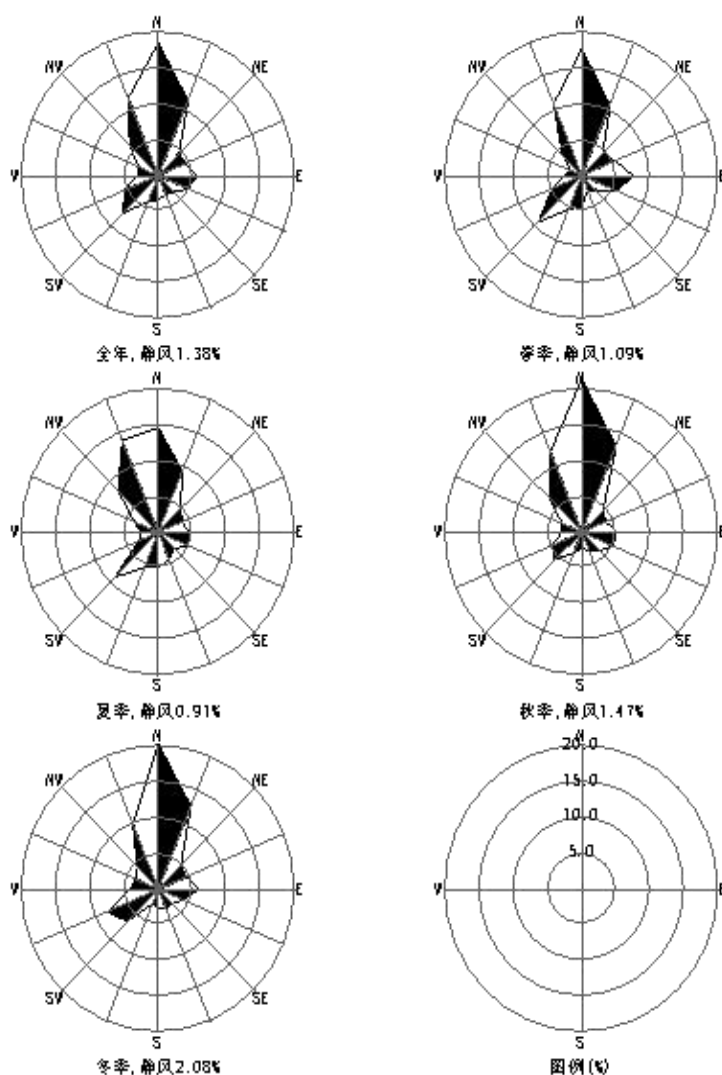 N N
NW NE NW NE
W E W E
SW SE SW SE
S S
全年,静风1.38% 春季,静风1.09%
N N
NW NE NW NE
W E W E
SW SE SW SE
S S
夏季,静风0.91% 秋季,静风1.47%
N N
20.0
NW NE 15.0
10.0
5.0
W E W E
SW SE
S S
冬季,静风2.08% 图例(%)